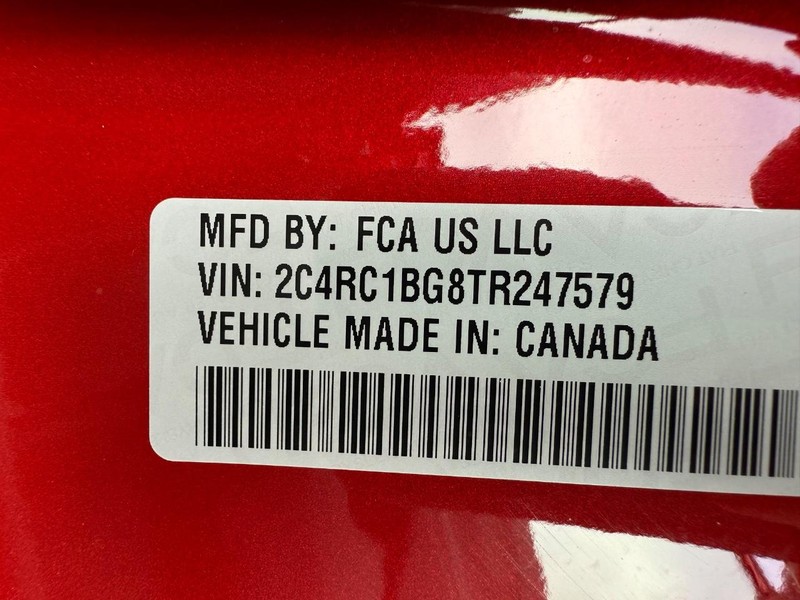 MFD BY: FCA US LLC
VIN: 2C4RC1BG8TR247579
VEHICLE MADE IN: CANADA